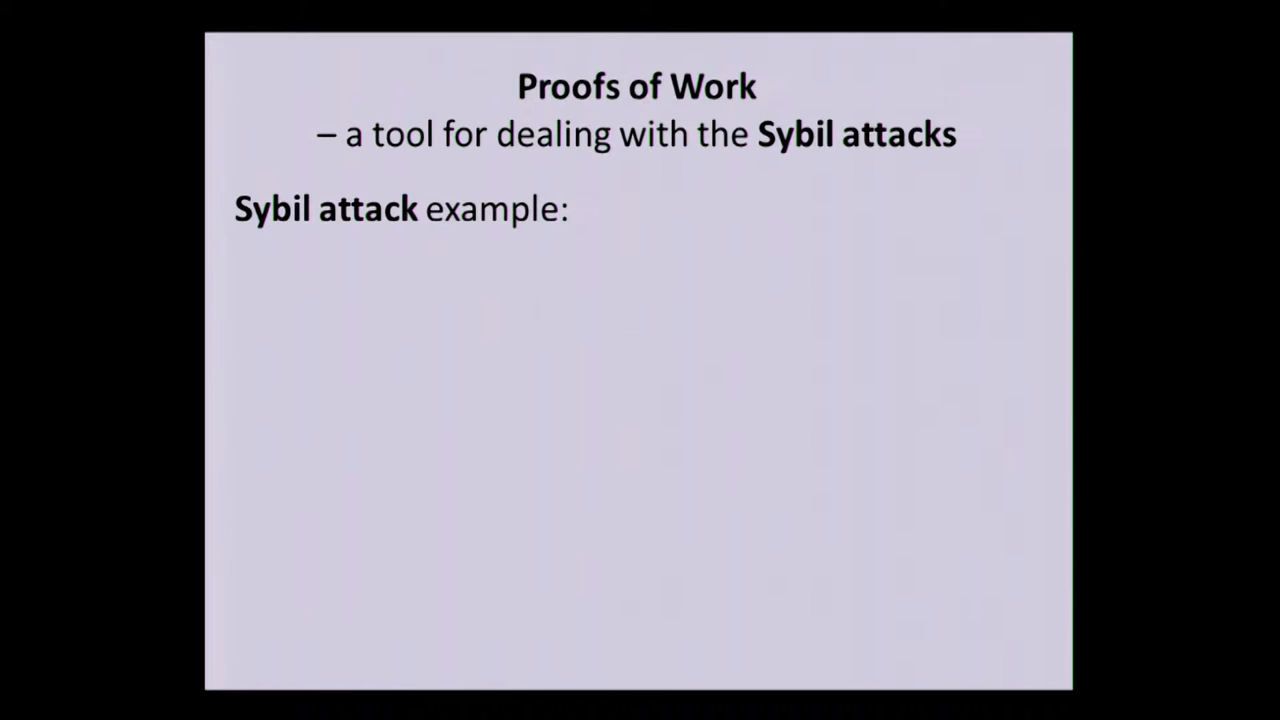 Proofs of Work
– a tool for dealing with the Sybil attacks
Sybil attack example: